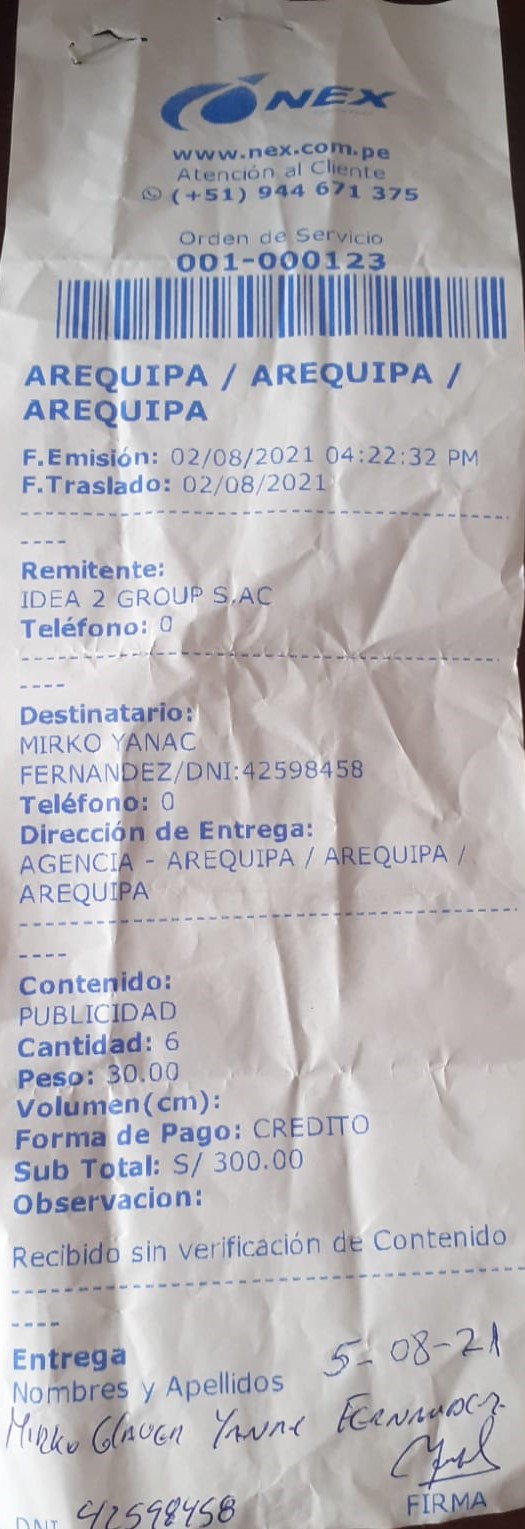 NEX
www.nex.com.pe
Atención al Cliente
(+51) 944 671 375
Orden de Servicio
001-000123
AREQUIPA / AREQUIPA /
AREQUIPA
F.Emisión: 02/08/2021 04:22:32 PM
F.Traslado: 02/08/2021
----
Remitente:
IDEA 2 GROUP S.AC
Teléfono: 0
----
Destinatario:
MIRKO YANAC
FERNANDEZ/DNI:42598458
Teléfono: 0
Dirección de Entrega:
AGENCIA - AREQUIPA / AREQUIPA /
AREQUIPA
----
Contenido:
PUBLICIDAD
Cantidad: 6
Peso: 30.00
Volumen(cm):
Forma de Pago: CREDITO
Sub Total: S/ 300.00
Observacion:
Recibido sin verificación de Contenido
----
Entrega 5-08-21
Nombres y Apellidos
Mirko Yanac FERNANDEZ
DNI 42598458
FIRMA